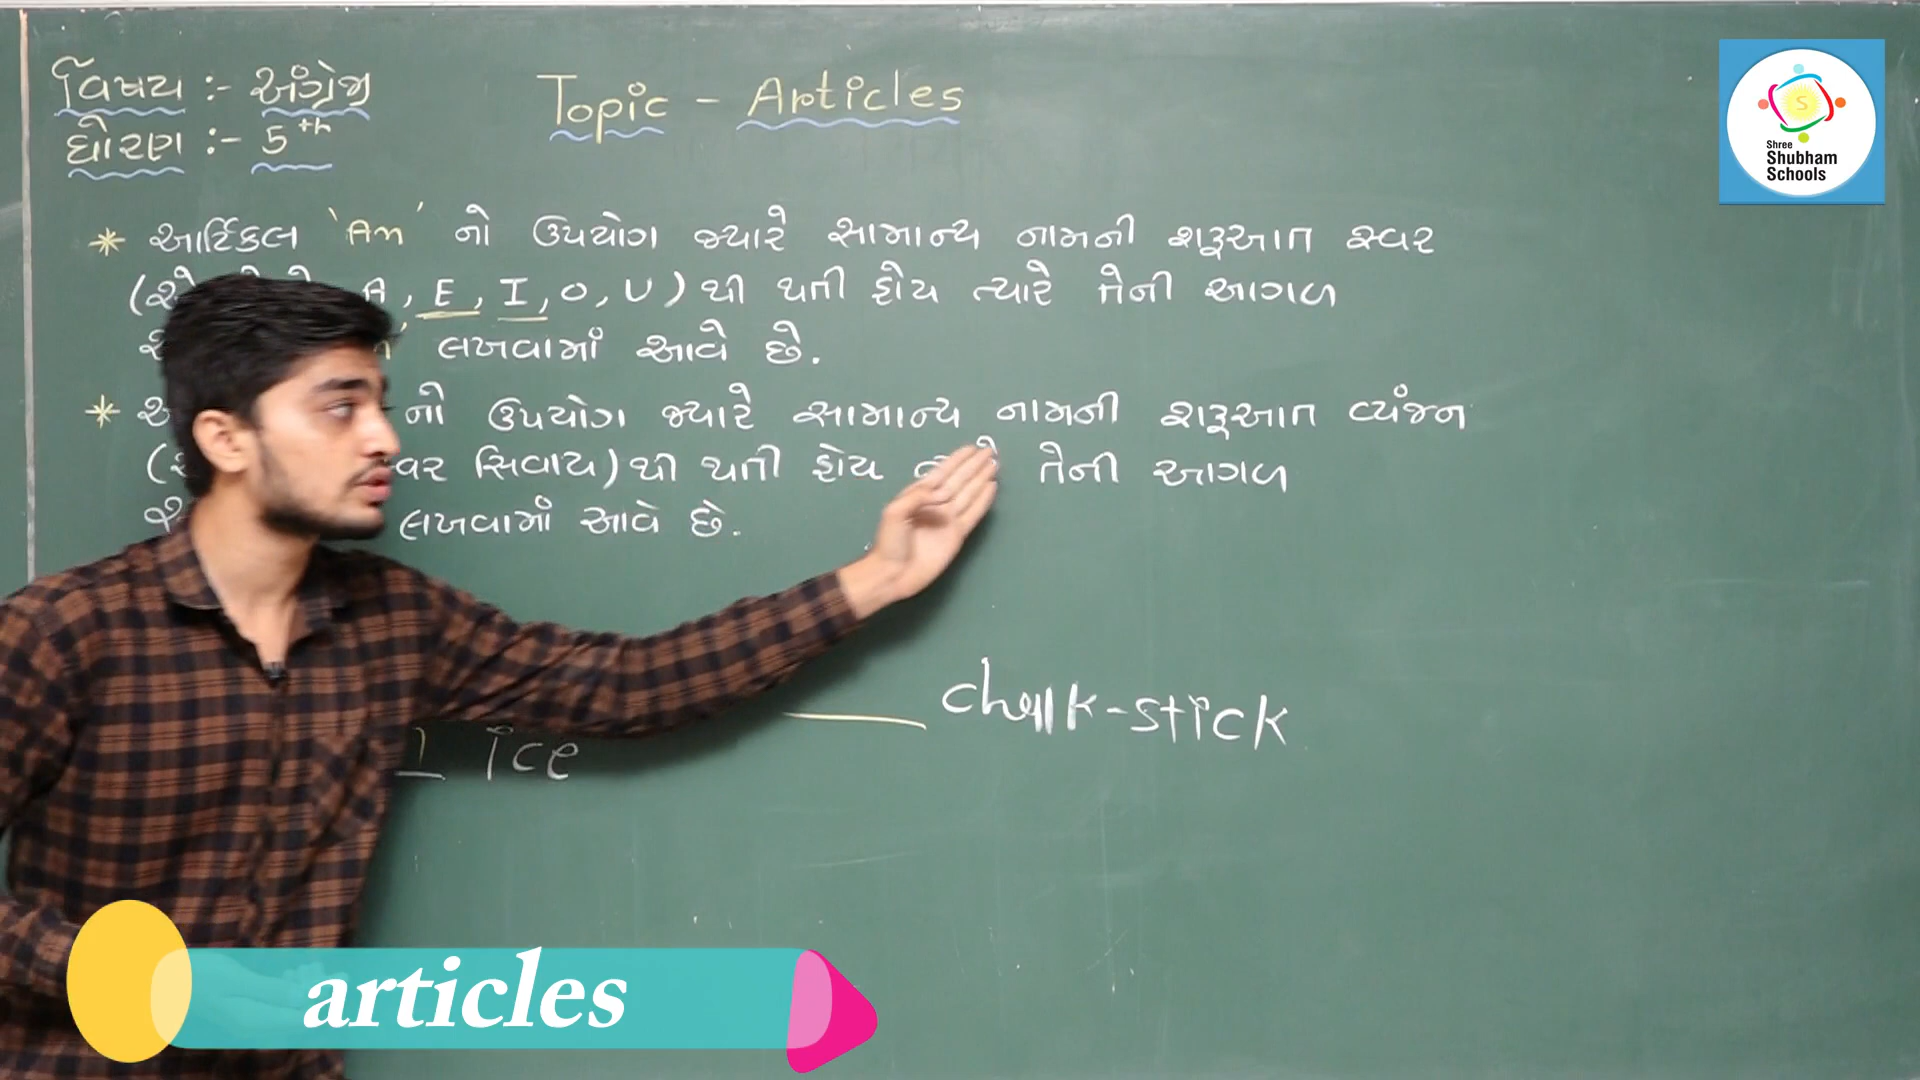 વિષય :- અંગ્રેજી
Topic - Articles
ધોરણ :- 5th
Shree
Shubham
Schools
* આર્ટિકલ 'An' નો ઉપયોગ જ્યારે સામાન્ય નામની શરૂઆત સ્વર
A, E, I, O, U) થી થતી હોય ત્યારે તેની આગળ
લખવામાં આવે છે.
* નો ઉપયોગ જ્યારે સામાન્ય નામની શરૂઆત વ્યંજન
સિવાય) થી થતી હોય તેની આગળ
લખવામાં આવે છે.
chalk-stick
ice
articles